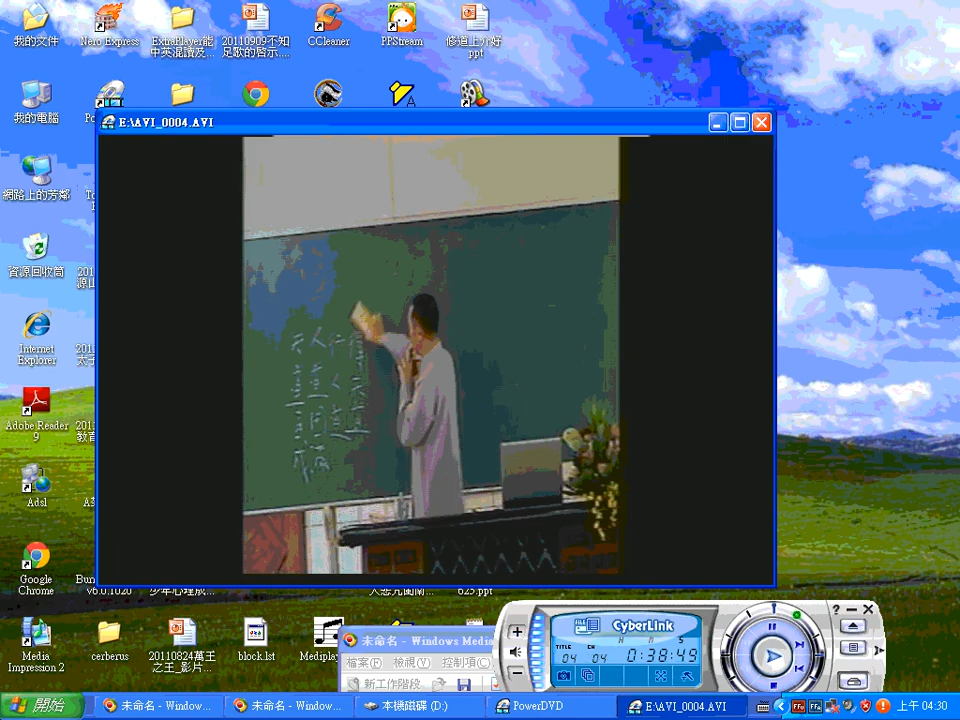 我的文件
Nero Express
ExtraPlayer能
中英混讀及...
20110909不知
足歌的啓示....
CCleaner
PPStream
修道上介好
ppt
我的電腦
E:\AVI_0004.AVI
網路上的芳鄰
資源回收筒
Internet
Explorer
Adobe Reader
9
Adsl
Google
Chrome
v6.0.1020
623.ppt
Media
Impression 2
cerberus
20110824萬王
之王_影片...
block.lst
未命名 - Windows Media
檔案(F)
檢視(V)
控制項(C)
新工作階段
CyberLink
H M S
TITLE CH
04 04 0:38:49
開始
未命名 - Window...
未命名 - Window...
本機磁碟 (D:)
PowerDVD
E:\AVI_0004.AVI
上午 04:30